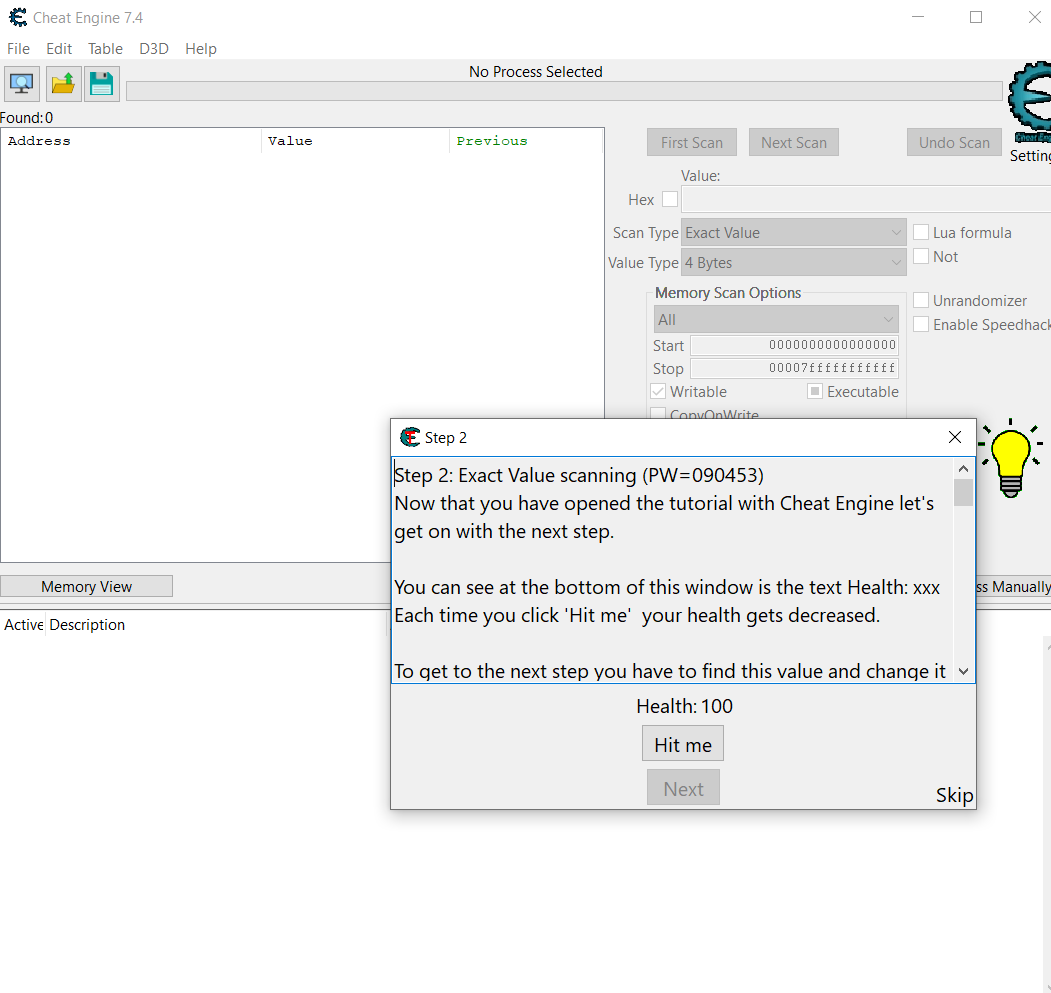 Cheat Engine 7.4
File Edit Table D3D Help
No Process Selected
Found:0
Address Value Previous
First Scan Next Scan Undo Scan
Settin
Value:
Hex
Scan Type Exact Value Lua formula
Value Type 4 Bytes Not
Memory Scan Options
All Unrandomizer
Enable Speedhack
Start 0000000000000000
Stop 00007fffffffffff
Writable Executable
CopyOnWrite
Step 2
Step 2: Exact Value scanning (PW=090453)
Now that you have opened the tutorial with Cheat Engine let's
get on with the next step.
You can see at the bottom of this window is the text Health: xxx
Each time you click 'Hit me'  your health gets decreased.
To get to the next step you have to find this value and change it
Memory View ss Manually
Active Description
Health: 100
Hit me
Next
Skip